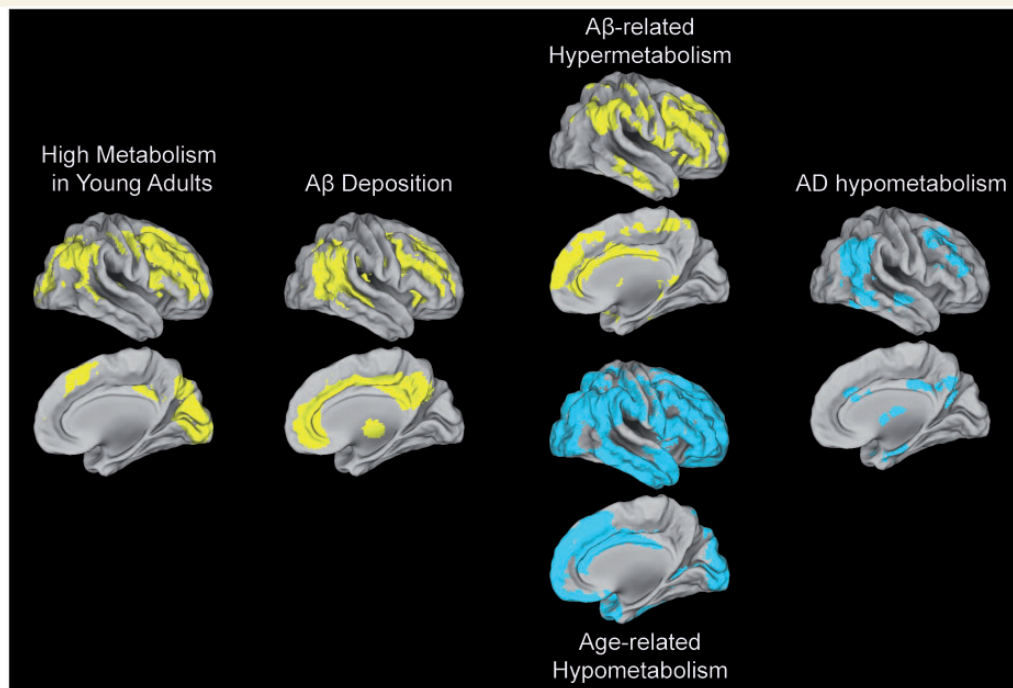 High Metabolism
in Young Adults
Aβ Deposition
Aβ-related
Hypermetabolism
Age-related
Hypometabolism
AD hypometabolism